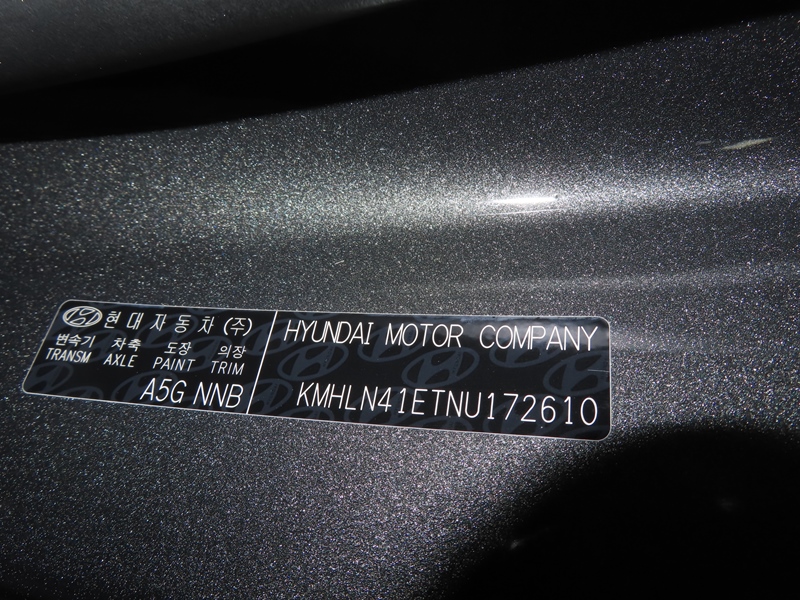 현대자동차(주)
변속기 차축 도장 의장
TRANSM AXLE PAINT TRIM
A5G NNB
HYUNDAI MOTOR COMPANY
KMHLN41ETNU172610